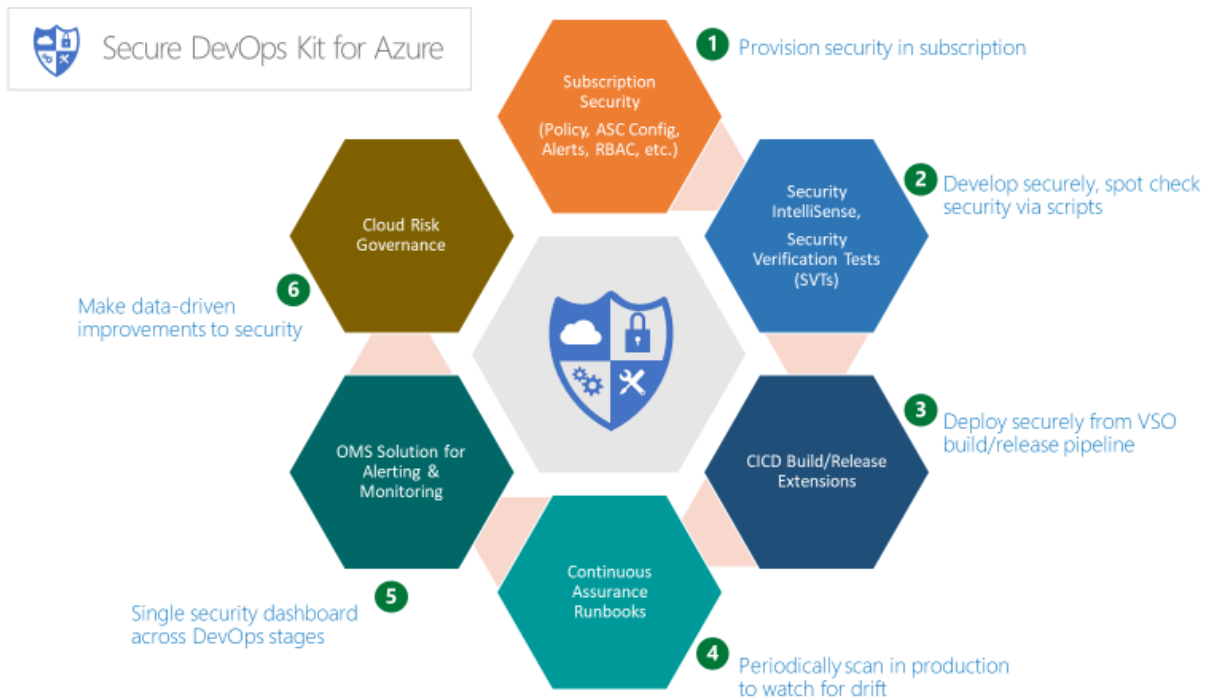 Secure DevOps Kit for Azure
1
Provision security in subscription
Subscription
Security
(Policy, ASC Config,
Alerts, RBAC, etc.)
2
Develop securely, spot check
security via scripts
Security
IntelliSense,
Security
Verification Tests
(SVTs)
3
Deploy securely from VSO
build/release pipeline
CICD Build/Release
Extensions
4
Periodically scan in production
to watch for drift
Continuous
Assurance
Runbooks
5
Single security dashboard
across DevOps stages
OMS Solution for
Alerting &
Monitoring
6
Make data-driven
improvements to security
Cloud Risk
Governance